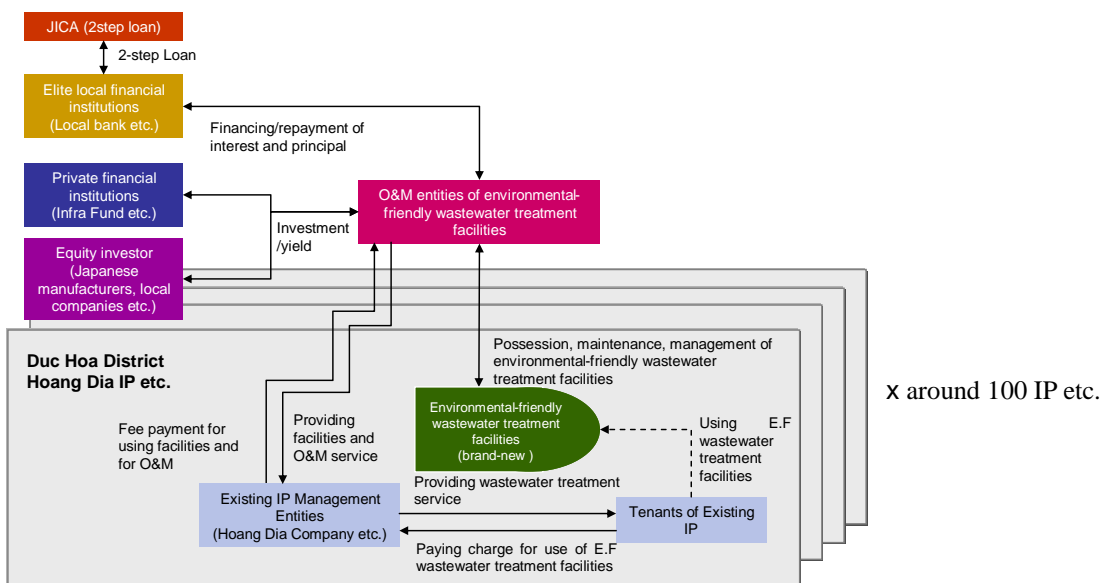 JICA (2step loan)
2-step Loan
Elite local financial
institutions
(Local bank etc.)
Financing/repayment of
interest and principal
Private financial
institutions
(Infra Fund etc.)
O&M entities of environmental-
friendly wastewater treatment
facilities
Investment
/yield
Equity investor
(Japanese
manufacturers, local
companies etc.)
Duc Hoa District
Hoang Dia IP etc.
Possession, maintenance, management of
environmental-friendly wastewater
treatment facilities
x around 100 IP etc.
Environmental-friendly
wastewater treatment
facilities
(brand-new )
Using E.F
wastewater
treatment
facilities
Fee payment for
using facilities and
for O&M
Providing
facilities and
O&M service
Providing wastewater treatment
service
Existing IP Management
Entities
(Hoang Dia Company etc.)
Tenants of Existing
IP
Paying charge for use of E.F
wastewater treatment facilities